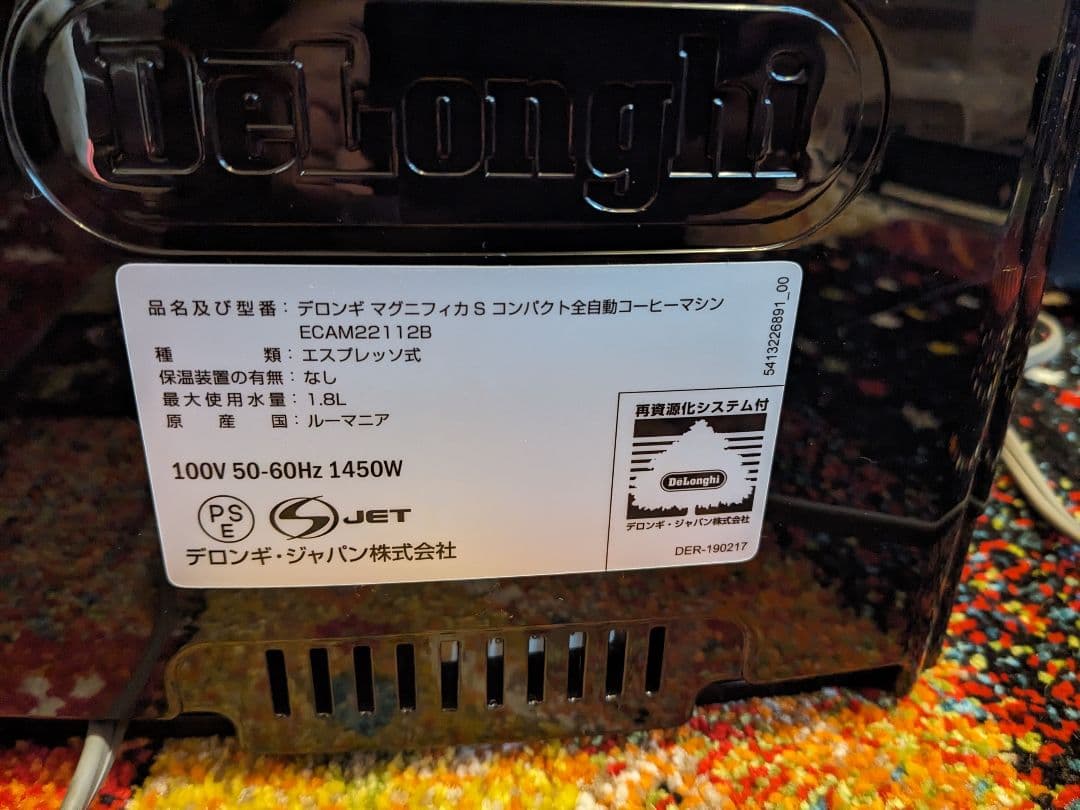 DeLonghi
品名及び型番：デロンギ マグニフィカS コンパクト全自動コーヒーマシン
ECAM22112B
種類：エスプレッソ式
保温装置の有無：なし
最大使用水量：1.8L
原産国：ルーマニア
100V 50-60Hz 1450W
PSE
S JET
デロンギ・ジャパン株式会社
5413226891_00
再資源化システム付
DeLonghi
デロンギ・ジャパン株式会社
DER-190217